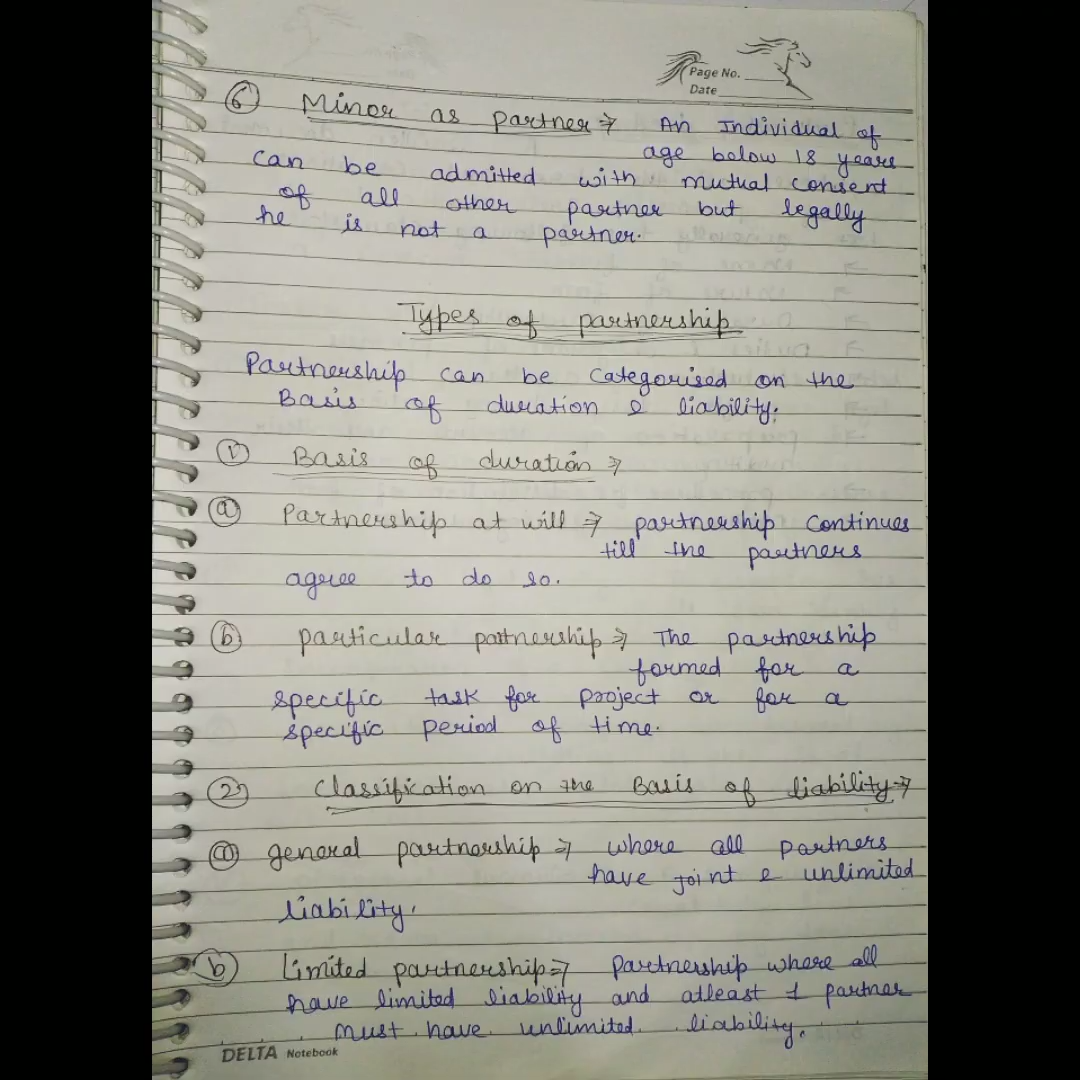 Page No.
Date
6 Minor as partner ⇒ An Individual of
age below 18 years
can be admitted with mutual consent
of all other partner but legally
he is not a partner.
Types of partnership
Partnership can be categorised on the
Basis of duration & liability.
1) Basis of duration ⇒
a Partnership at will ⇒ partnership continues
till the partners
agree to do so.
b particular partnership ⇒ The partnership
formed for a
specific task for project or for a
specific period of time.
2) Classification on the Basis of liability ⇒
a general partnership ⇒ where all partners
have joint & unlimited
liability.
b Limited partnership ⇒ Partnership where all
have limited liability and atleast 1 partner
must have unlimited liability.
DELTA Notebook